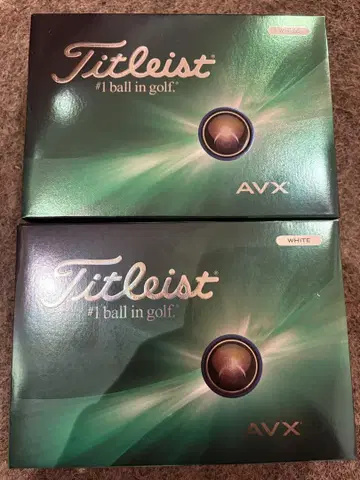 Titleist®
#1 ball in golf.®
AVX
WHITE
Titleist®
#1 ball in golf.®
AVX